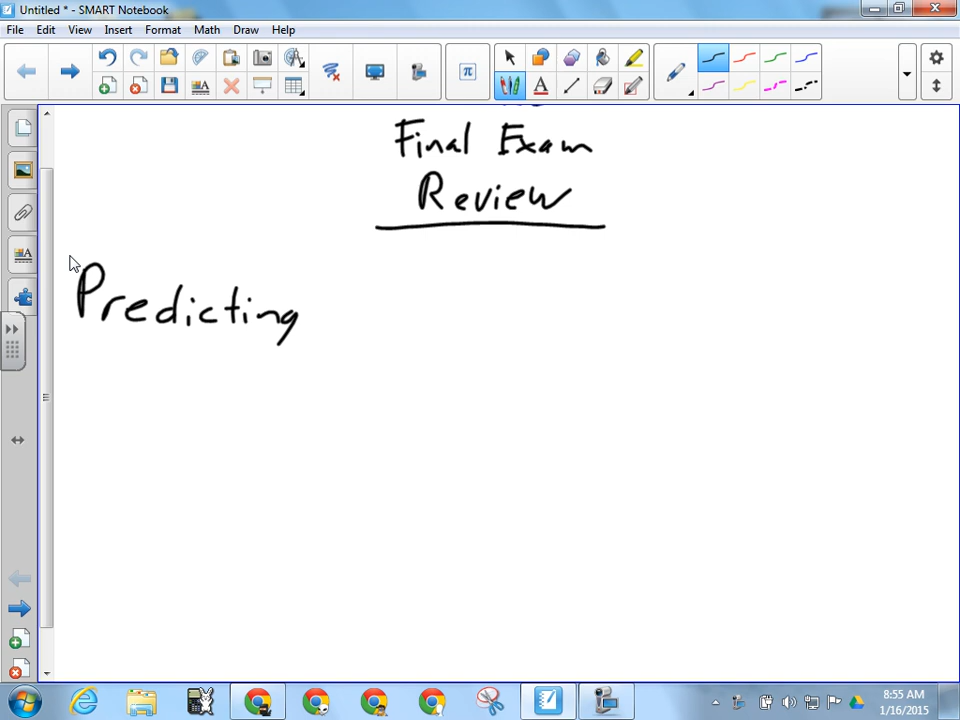 Untitled * - SMART Notebook
File Edit View Insert Format Math Draw Help
Final Exam
Review
Predicting
8:55 AM
1/16/2015